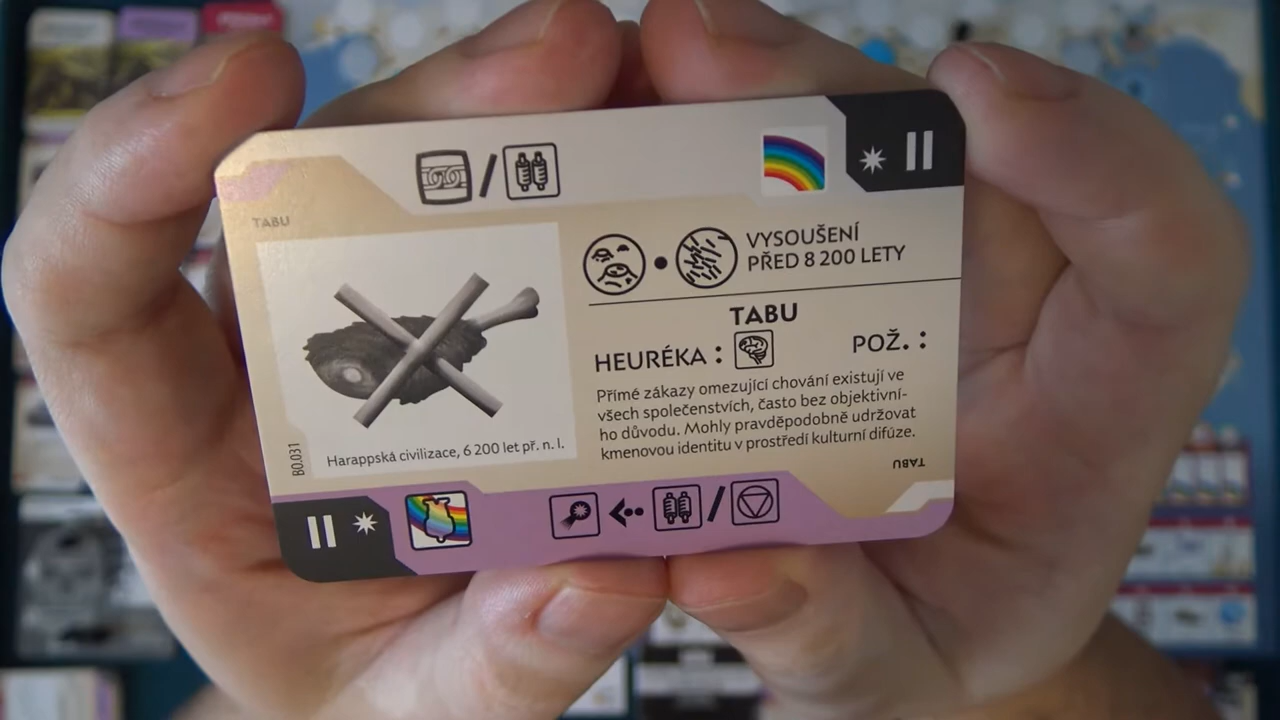 II
TABU
VYSOUŠENÍ
PŘED 8 200 LETY
TABU
HEURÉKA :
POŽ. :
Přímé zákazy omezující chování existují ve
všech společenstvích, často bez objektivní-
ho důvodu. Mohly pravděpodobně udržovat
kmenovou identitu v prostředí kulturní difúze.
Harappská civilizace, 6 200 let př. n. l.
B0.031
TABU
II